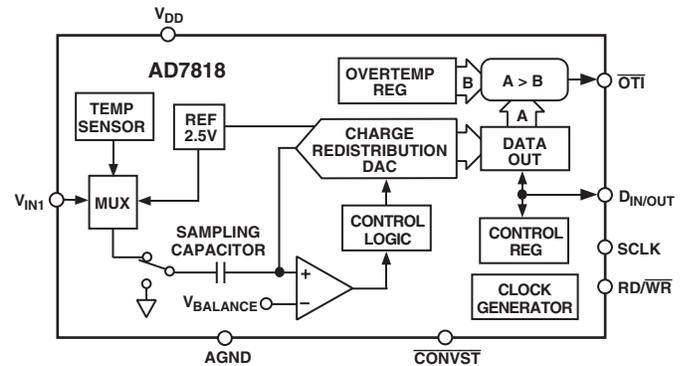 VDD
AD7818
OVERTEMP
REG
B
A > B
OTI
TEMP
SENSOR
REF
2.5V
CHARGE
REDISTRIBUTION
DAC
A
DATA
OUT
VIN1
MUX
DIN/OUT
SAMPLING
CAPACITOR
CONTROL
LOGIC
CONTROL
REG
SCLK
+
−
VBALANCE
CLOCK
GENERATOR
RD/WR
AGND
CONVST